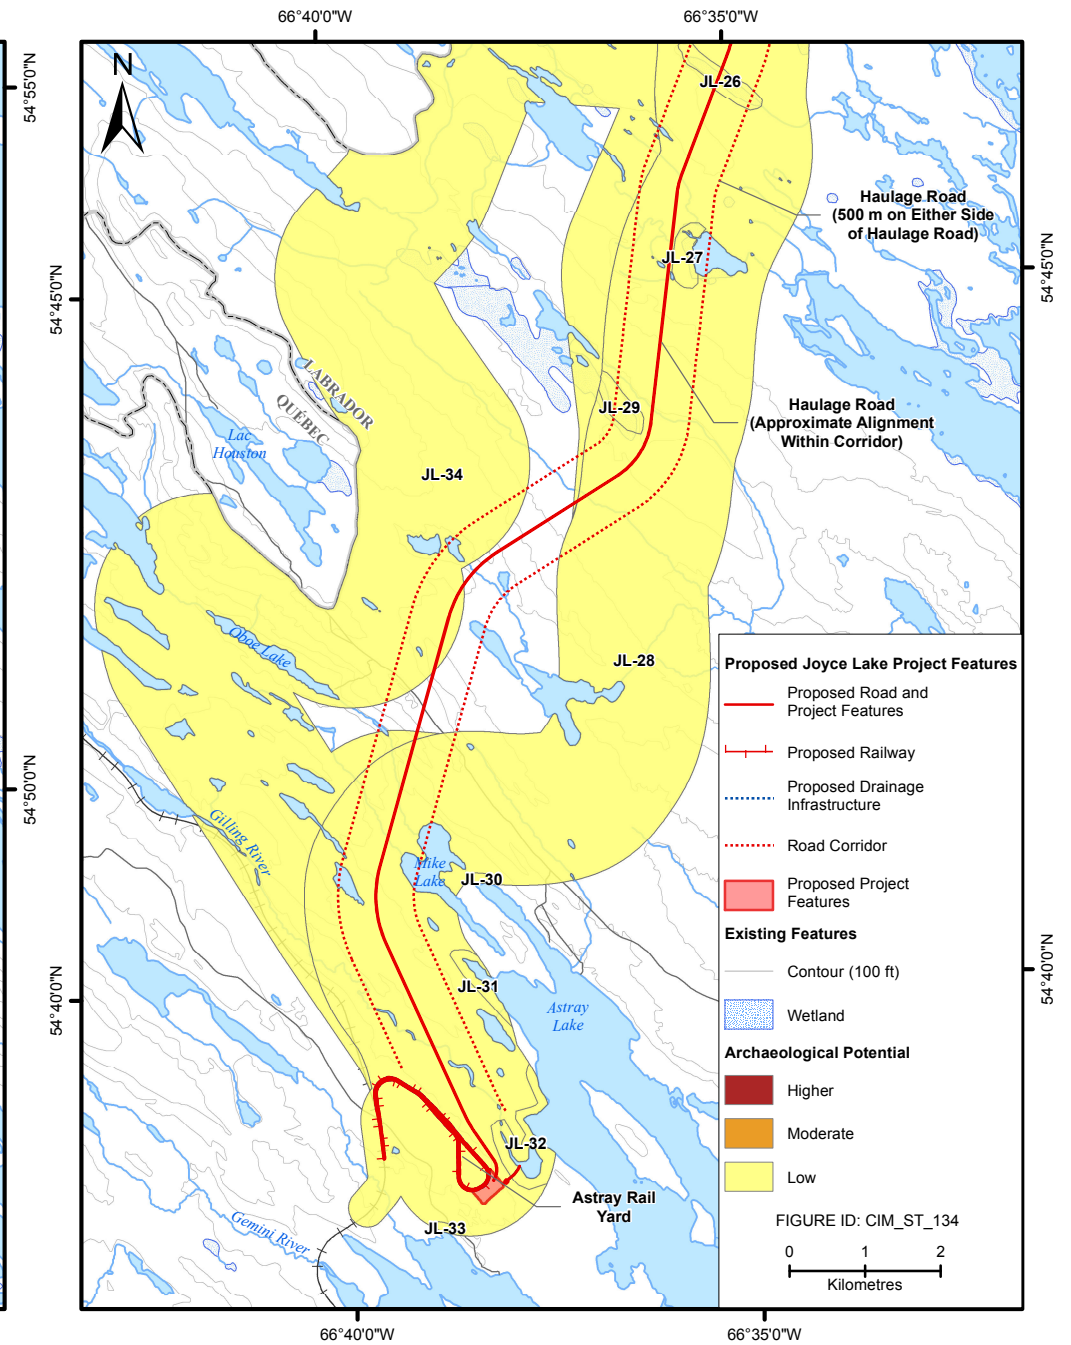 66°40'0"W
66°35'0"W
54°55'0"N
N
JL-26
Haulage Road
(500 m on Either Side
of Haulage Road)
JL-27
54°45'0"N
54°45'0"N
LABRADOR
QUÉBEC
JL-29
Haulage Road
(Approximate Alignment
Within Corridor)
Lac
Houston
JL-34
Oboe Lake
JL-28
Proposed Joyce Lake Project Features
Proposed Road and
Project Features
Proposed Railway
Proposed Drainage
Infrastructure
Road Corridor
Proposed Project
Features
Existing Features
Contour (100 ft)
Wetland
Archaeological Potential
Higher
Moderate
Low
FIGURE ID: CIM_ST_134
0 1 2
Kilometres
54°50'0"N
Gilling River
Mike
Lake
JL-30
JL-31
Astray
Lake
54°40'0"N
54°40'0"N
JL-32
Astray Rail
Yard
JL-33
Gemini River
66°40'0"W
66°35'0"W